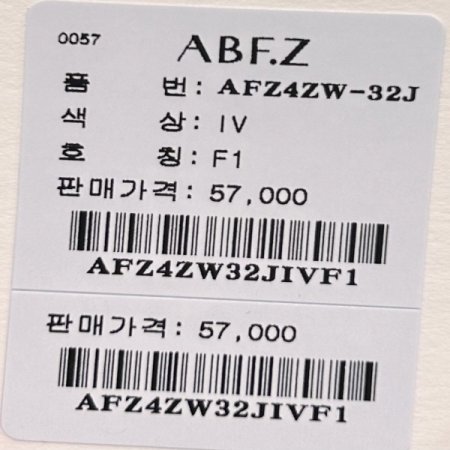 0057
ABF.Z
품 번: AFZ4ZW-32J
색 상: IV
호 칭: F1
판매가격: 57,000
AFZ4ZW32JIVF1
판매가격: 57,000
AFZ4ZW32JIVF1